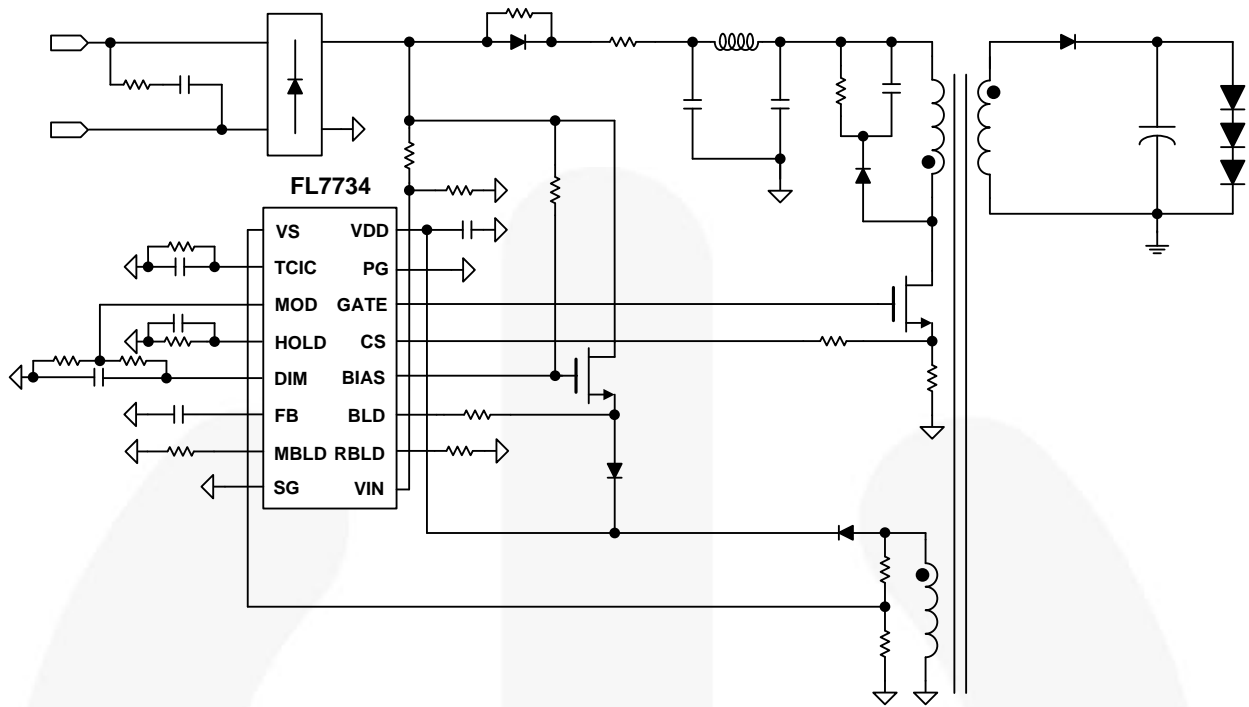 FL7734
VS VDD
TCIC PG
MOD GATE
HOLD CS
DIM BIAS
FB BLD
MBLD RBLD
SG VIN